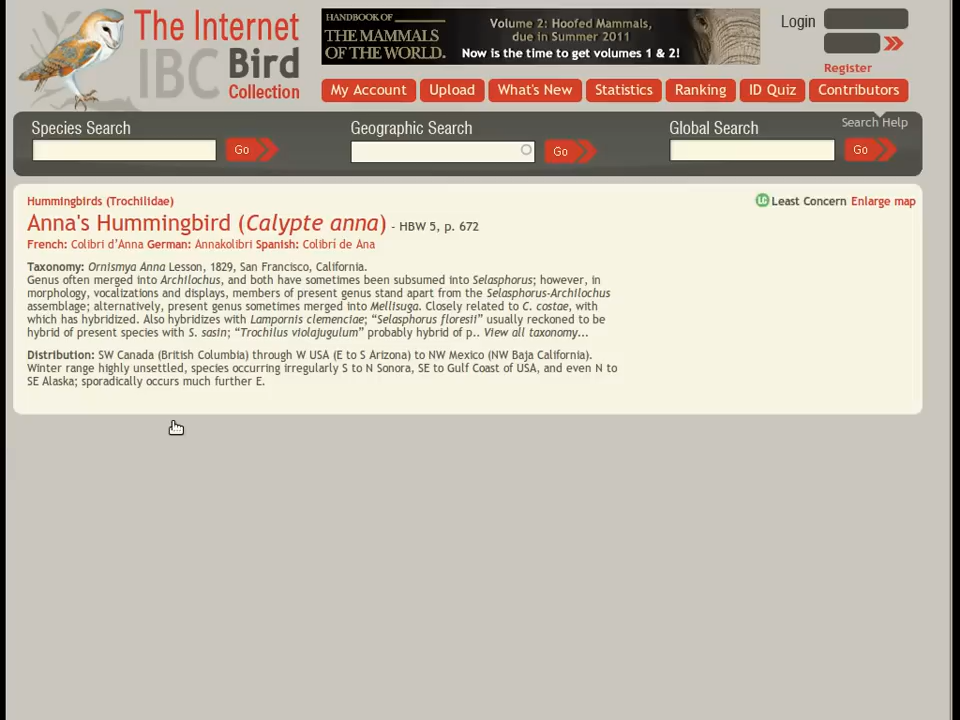 The Internet
IBC Bird
Collection
HANDBOOK OF
THE MAMMALS
OF THE WORLD.
Volume 2: Hoofed Mammals,
due in Summer 2011
Now is the time to get volumes 1 & 2!
Login
Register
My Account Upload What's New Statistics Ranking ID Quiz Contributors
Search Help
Species Search Geographic Search Global Search
Go Go Go
Hummingbirds (Trochilidae)
LC Least Concern Enlarge map
Anna's Hummingbird (Calypte anna) - HBW 5, p. 672
French: Colibri d’Anna German: Annakolibri Spanish: Colibrí de Ana
Taxonomy: Ornismya Anna Lesson, 1829, San Francisco, California.
Genus often merged into Archilochus, and both have sometimes been subsumed into Selasphorus; however, in
morphology, vocalizations and displays, members of present genus stand apart from the Selasphorus-Archilochus
assemblage; alternatively, present genus sometimes merged into Mellisuga. Closely related to C. costae, with
which has hybridized. Also hybridizes with Lampornis clemenciae; “Selasphorus floresii” usually reckoned to be
hybrid of present species with S. sasin; “Trochilus violajugulum” probably hybrid of p.. View all taxonomy...
Distribution: SW Canada (British Columbia) through W USA (E to S Arizona) to NW Mexico (NW Baja California).
Winter range highly unsettled, species occurring irregularly S to N Sonora, SE to Gulf Coast of USA, and even N to
SE Alaska; sporadically occurs much further E.